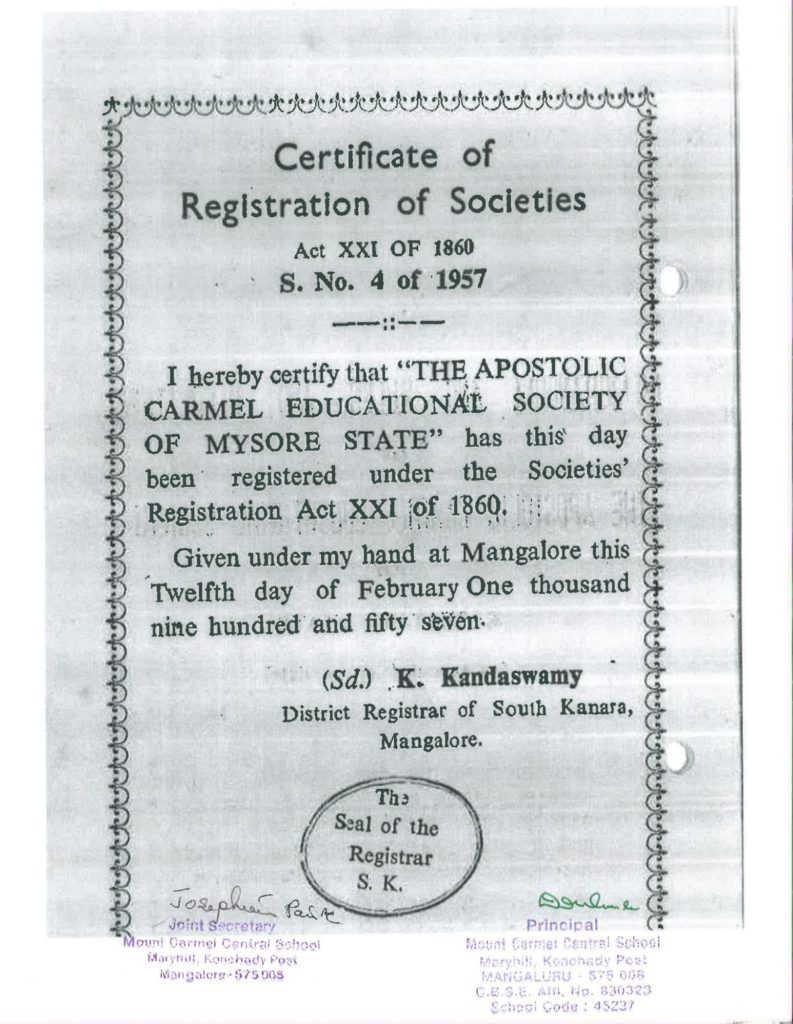 Certificate of
Registration of Societies
Act XXI OF 1860
S. No. 4 of 1957
I hereby certify that “THE APOSTOLIC
CARMEL EDUCATIONAL SOCIETY
OF MYSORE STATE” has this day
been registered under the Societies’
Registration Act XXI of 1860.
Given under my hand at Mangalore this
Twelfth day of February One thousand
nine hundred and fifty seven.
(Sd.) K. Kandaswamy
District Registrar of South Kanara,
Mangalore.
The
Seal of the
Registrar
S. K.
Joint Secretary
Mount Carmel Central School
Maryhill, Konchady Post
Mangalore-575008
Principal
Mount Carmel Central School
Maryhill, Konchady Post
MANGALURU - 575 008
C.B.S.E. Affi. No. 830323
School Code : 45237